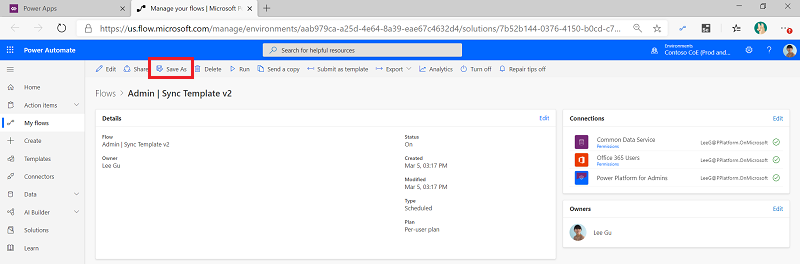 Power Apps
Manage your flows | Microsoft P
https://us.flow.microsoft.com/manage/environments/aab979ca-a25d-4e64-8a39-eae67c4632d4/solutions/7b52b144-0376-4150-b0cd-c7...
Power Automate
Search for helpful resources
Environments
Contoso CoE (Prod and...
Edit Share Save As Delete Run Send a copy Submit as template Export Analytics Turn off Repair tips off
Home
Action items
My flows
Create
Templates
Connectors
Data
AI Builder
Solutions
Learn
Flows > Admin | Sync Template v2
Details
Edit
Flow
Admin | Sync Template v2
Owner
Lee Gu
Status
On
Created
Mar 5, 03:17 PM
Modified
Mar 5, 03:17 PM
Type
Scheduled
Plan
Per-user plan
Connections
Edit
Common Data Service
Permissions
LeeG@PPlatform.OnMicrosoft
Office 365 Users
Permissions
LeeG@PPlatform.OnMicrosoft
Power Platform for Admins
LeeG@PPlatform.OnMicrosoft
Owners
Edit
Lee Gu